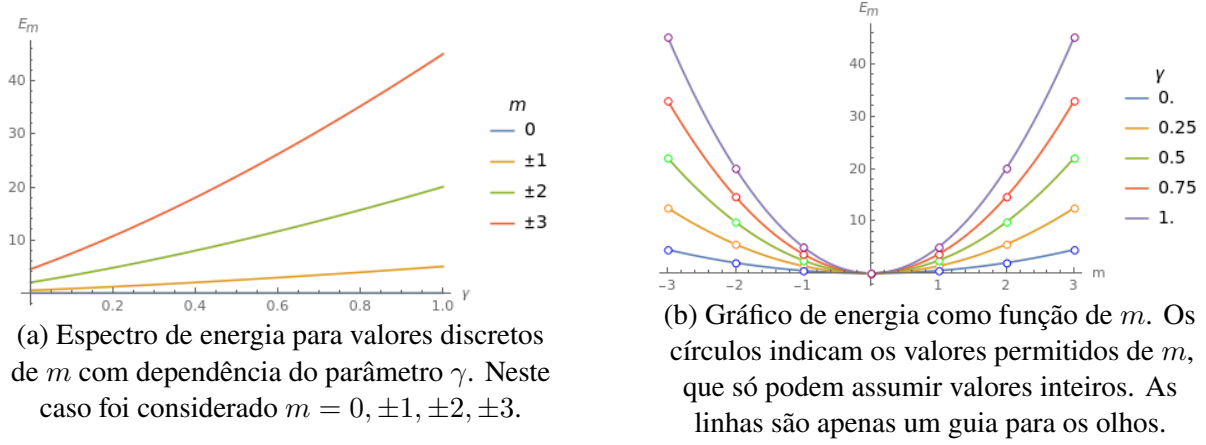 E_m
40
30
20
10
0.2 0.4 0.6 0.8 1.0 γ
m
0
±1
±2
±3
(a) Espectro de energia para valores discretos
de m com dependência do parâmetro γ. Neste
caso foi considerado m = 0, ±1, ±2, ±3.
E_m
40
30
20
10
−3 −2 −1 1 2 3 m
γ
0.
0.25
0.5
0.75
1.
(b) Gráfico de energia como função de m. Os
círculos indicam os valores permitidos de m,
que só podem assumir valores inteiros. As
linhas são apenas um guia para os olhos.